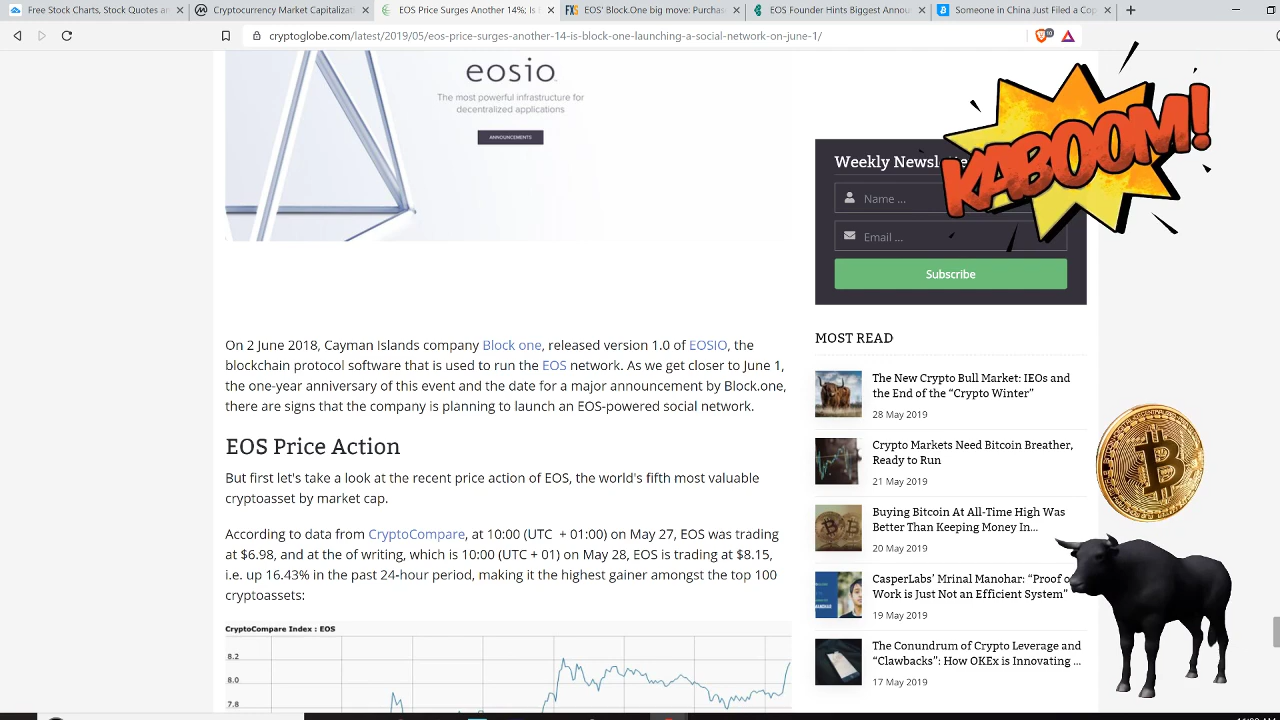 Free Stock Charts, Stock Quotes a
Cryptocurrency Market Capitalizat
EOS Price Surges Another 14%; Is
EOS' Block.One big move: Purchas
EOS Founder Hints Biggest Annou
Someone in China Just Filed a Cop
cryptoglobe.com/latest/2019/05/eos-price-surges-another-14-is-block-one-launching-a-social-network-on-june-1/
10
eosio
The most powerful infrastructure for
decentralized applications
ANNOUNCEMENTS
KABOOM!
Weekly Newslette
Name ...
Email ...
Subscribe
On 2 June 2018, Cayman Islands company Block one, released version 1.0 of EOSIO, the
blockchain protocol software that is used to run the EOS network. As we get closer to June 1,
the one-year anniversary of this event and the date for a major announcement by Block.one,
there are signs that the company is planning to launch an EOS-powered social network.
EOS Price Action
But first let's take a look at the recent price action of EOS, the world's fifth most valuable
cryptoasset by market cap.
According to data from CryptoCompare, at 10:00 (UTC + 01:00) on May 27, EOS was trading
at $6.98, and at the of writing, which is 10:00 (UTC + 01) on May 28, EOS is trading at $8.15,
i.e. up 16.43% in the past 24-hour period, making it the highest gainer amongst the top 100
cryptoassets:
CryptoCompare Index : EOS
8.2
8.0
7.8
MOST READ
The New Crypto Bull Market: IEOs and
the End of the “Crypto Winter”
28 May 2019
Crypto Markets Need Bitcoin Breather,
Ready to Run
21 May 2019
Buying Bitcoin At All-Time High Was
Better Than Keeping Money In...
20 May 2019
CasperLabs’ Mrinal Manohar: “Proof o
Work is Just Not an Efficient System”
19 May 2019
The Conundrum of Crypto Leverage and
“Clawbacks”: How OKEx is Innovating ...
17 May 2019